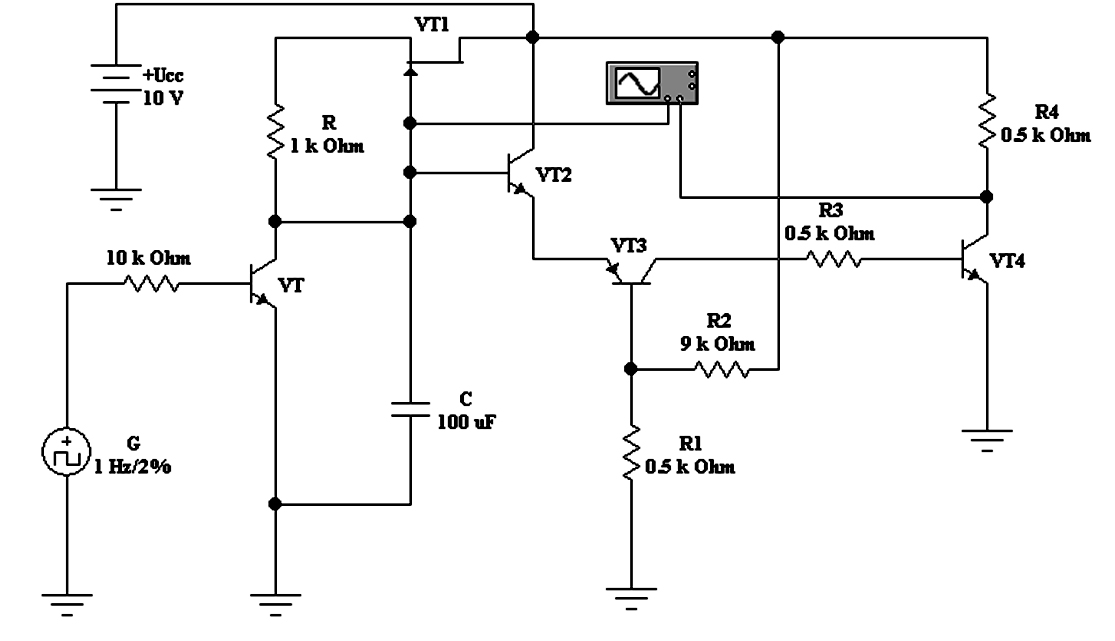 VT1
+Ucc
10 V
R
1 k Ohm
R4
0.5 k Ohm
VT2
R3
0.5 k Ohm
10 k Ohm
VT
VT3
VT4
R2
9 k Ohm
C
100 uF
G
1 Hz/2%
R1
0.5 k Ohm